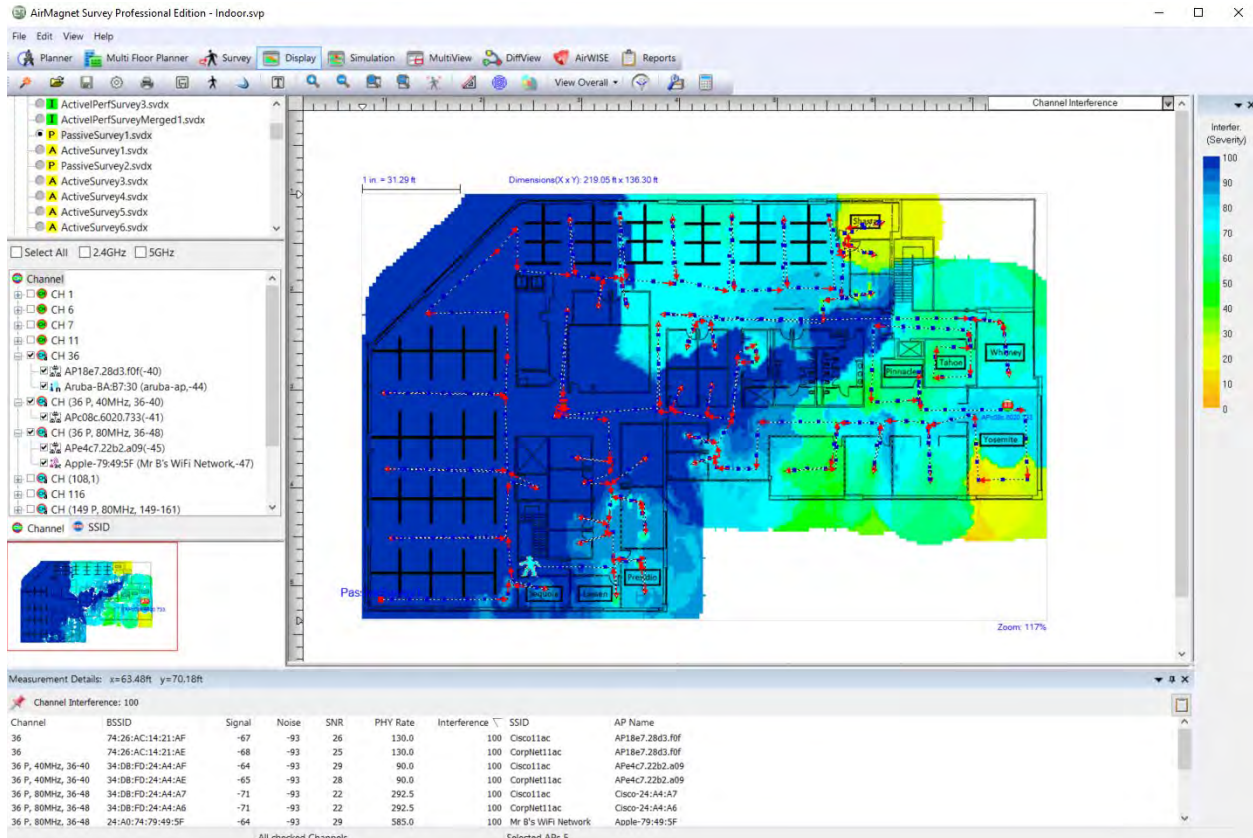 AirMagnet Survey Professional Edition - Indoor.svp
File Edit View Help
Planner Multi Floor Planner Survey Display Simulation MultiView DiffView AirWISE Reports
View Overall
ActiveIPerfSurvey3.svdx
ActiveIPerfSurveyMerged1.svdx
PassiveSurvey1.svdx
ActiveSurvey1.svdx
PassiveSurvey2.svdx
ActiveSurvey3.svdx
ActiveSurvey4.svdx
ActiveSurvey5.svdx
ActiveSurvey6.svdx
Select All 2.4GHz 5GHz
Channel
CH 1
CH 6
CH 7
CH 11
CH 36
AP18e7.28d3.f0f(-40)
Aruba-BA:B7:30 (aruba-ap,-44)
CH (36 P, 40MHz, 36-40)
APc08c.6020.733(-41)
CH (36 P, 80MHz, 36-48)
APe4c7.22b2.a09(-45)
Apple-79:49:5F (Mr B's WiFi Network,-47)
CH (108,1)
CH 116
CH (149 P, 80MHz, 149-161)
Channel SSID
Channel Interference
1 in. = 31.29 ft Dimensions(X x Y): 219.05 ft x 136.30 ft
Shasta
Whitney
Tahoe
Pinnacle
Yosemite
Presidio
Sequoia Lassen
Pas
Zoom: 117%
Interfer.
(Severity)
100
90
80
70
60
50
40
30
20
10
0
Measurement Details: x=63.48ft y=70.18ft
Channel Interference: 100
Channel BSSID Signal Noise SNR PHY Rate Interference SSID AP Name
36 74:26:AC:14:21:AF -67 -93 26 130.0 100 Cisco11ac AP18e7.28d3.f0f
36 74:26:AC:14:21:AE -68 -93 25 130.0 100 CorpNet11ac AP18e7.28d3.f0f
36 P, 40MHz, 36-40 34:DB:FD:24:A4:AF -64 -93 29 90.0 100 Cisco11ac APe4c7.22b2.a09
36 P, 40MHz, 36-40 34:DB:FD:24:A4:AE -65 -93 28 90.0 100 CorpNet11ac APe4c7.22b2.a09
36 P, 80MHz, 36-48 34:DB:FD:24:A4:A7 -71 -93 22 292.5 100 Cisco11ac Cisco-24:A4:A7
36 P, 80MHz, 36-48 34:DB:FD:24:A4:A6 -71 -93 22 292.5 100 CorpNet11ac Cisco-24:A4:A6
36 P, 80MHz, 36-48 24:A0:74:79:49:5F -64 -93 29 585.0 100 Mr B's WiFi Network Apple-79:49:5F
All checked Channels Selected APs 5